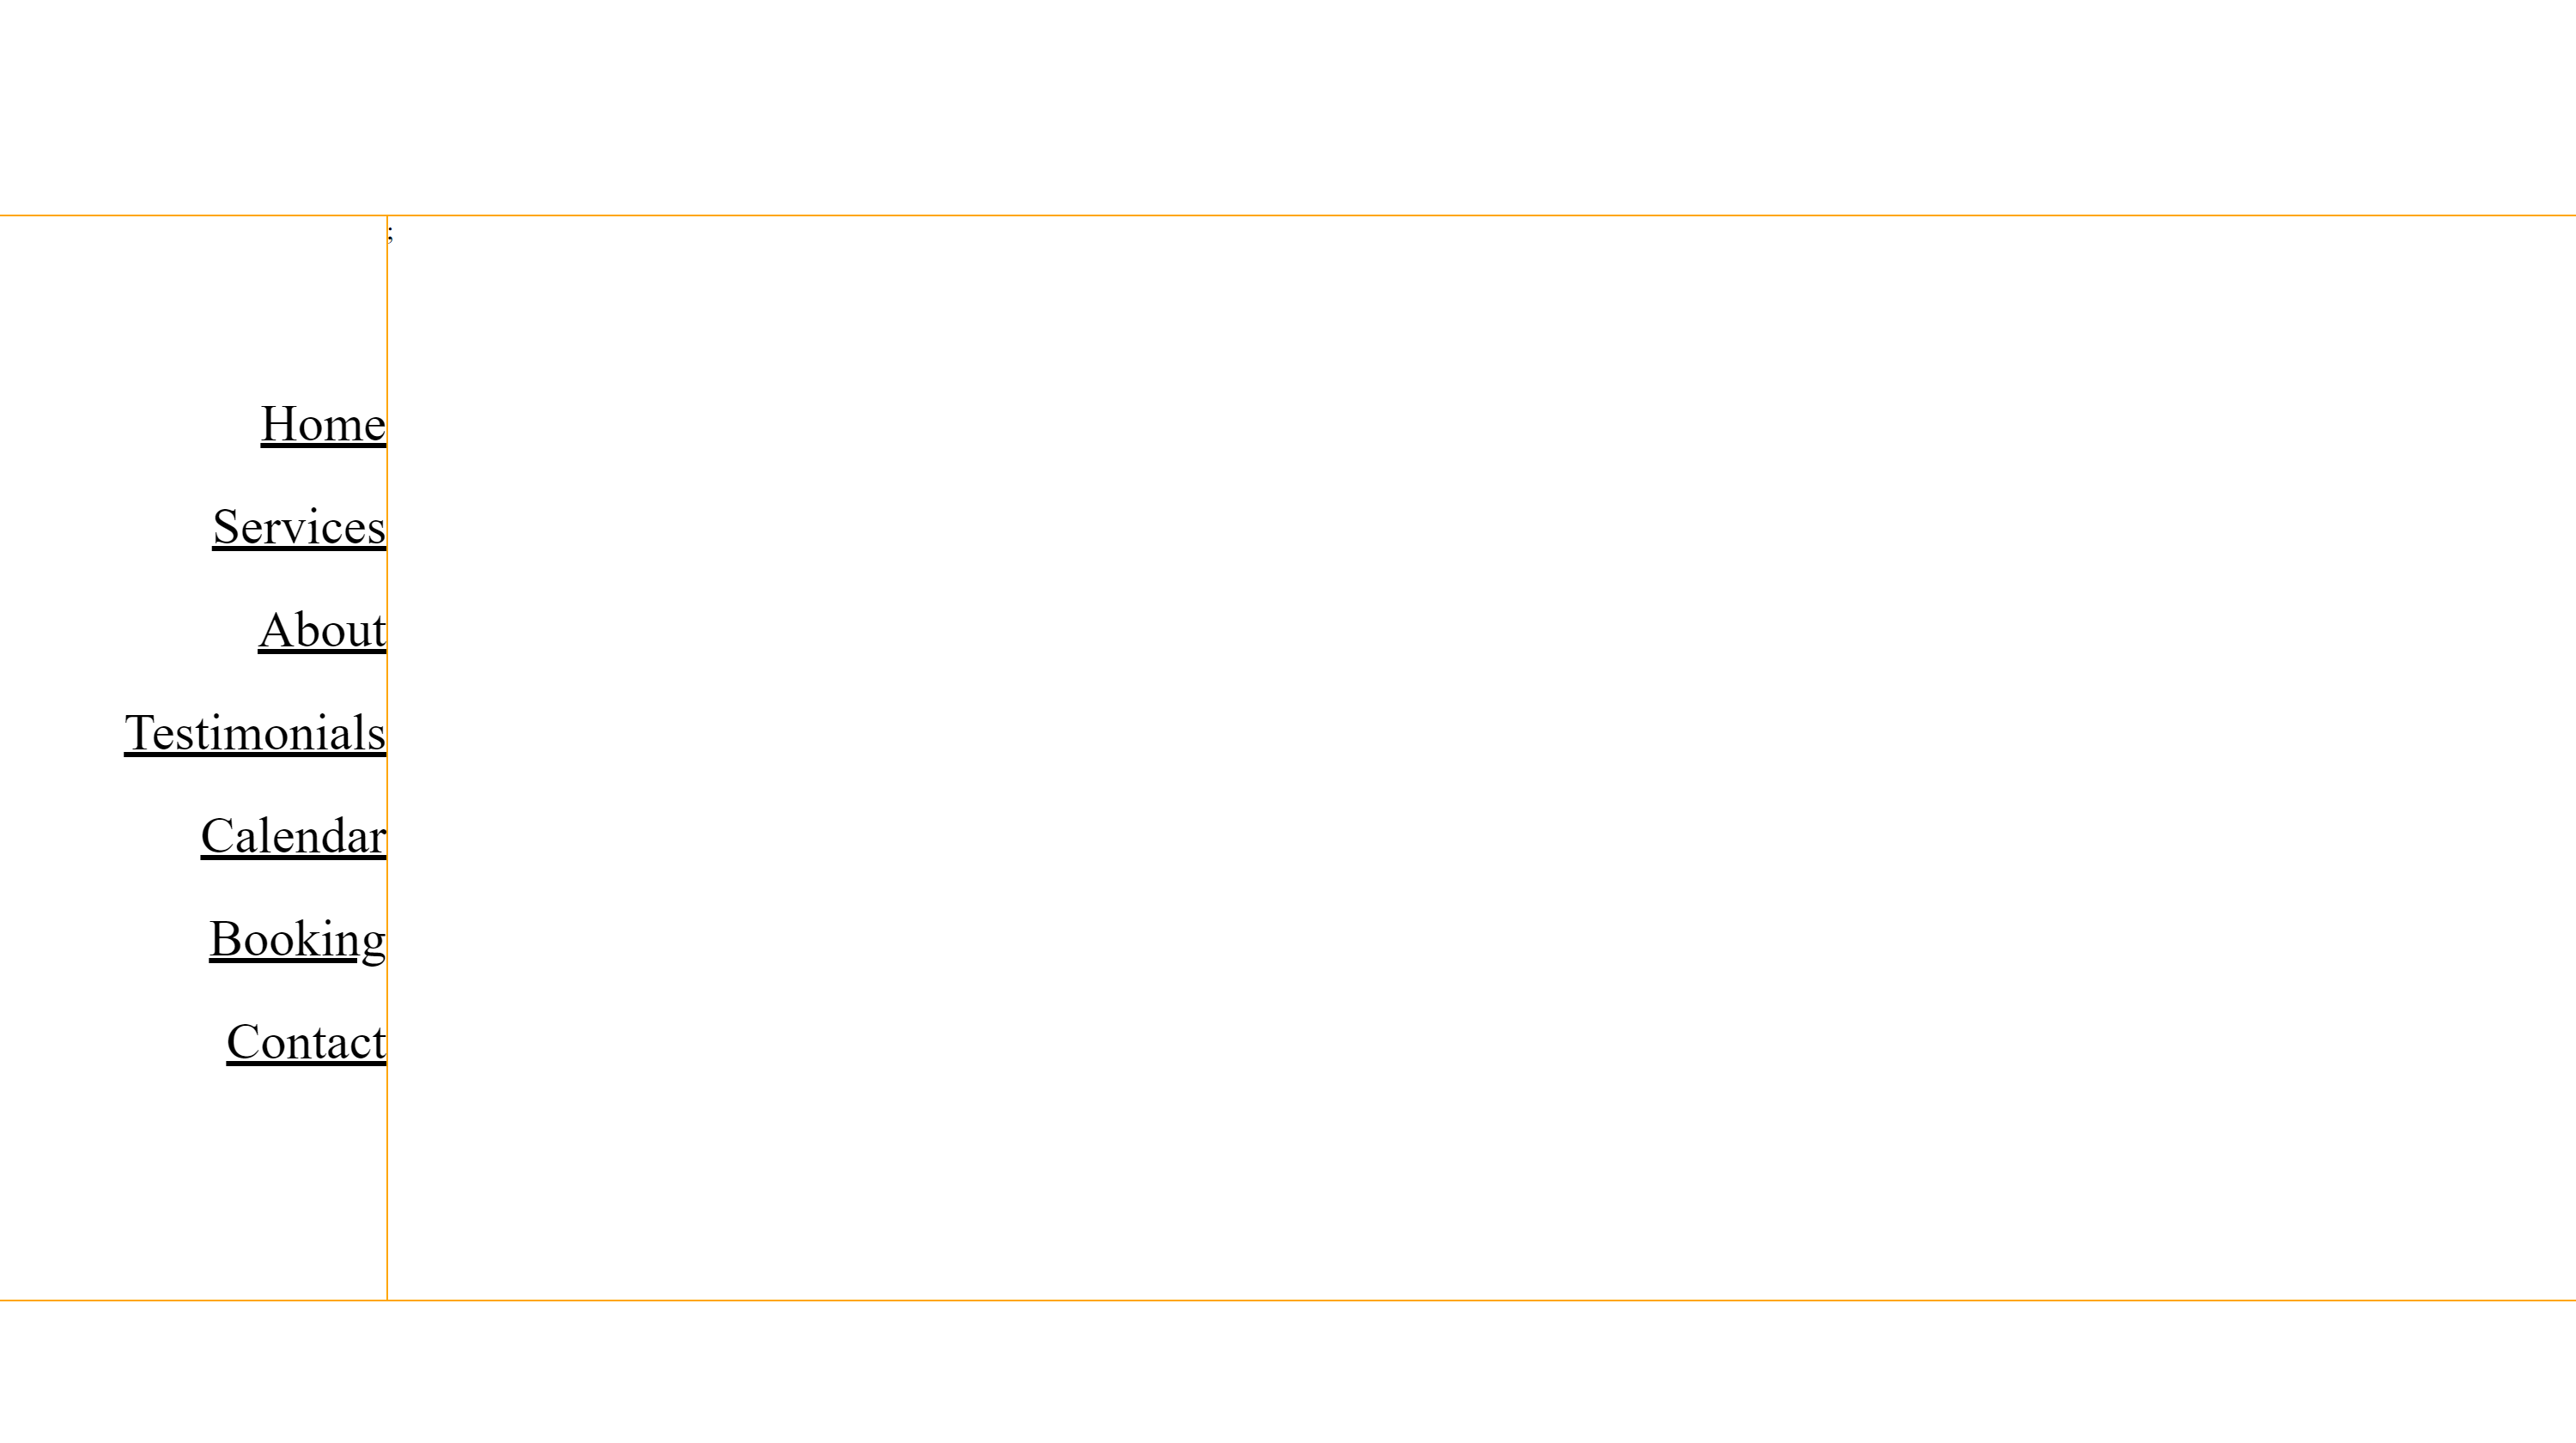 ;
Home
Services
About
Testimonials
Calendar
Booking
Contact